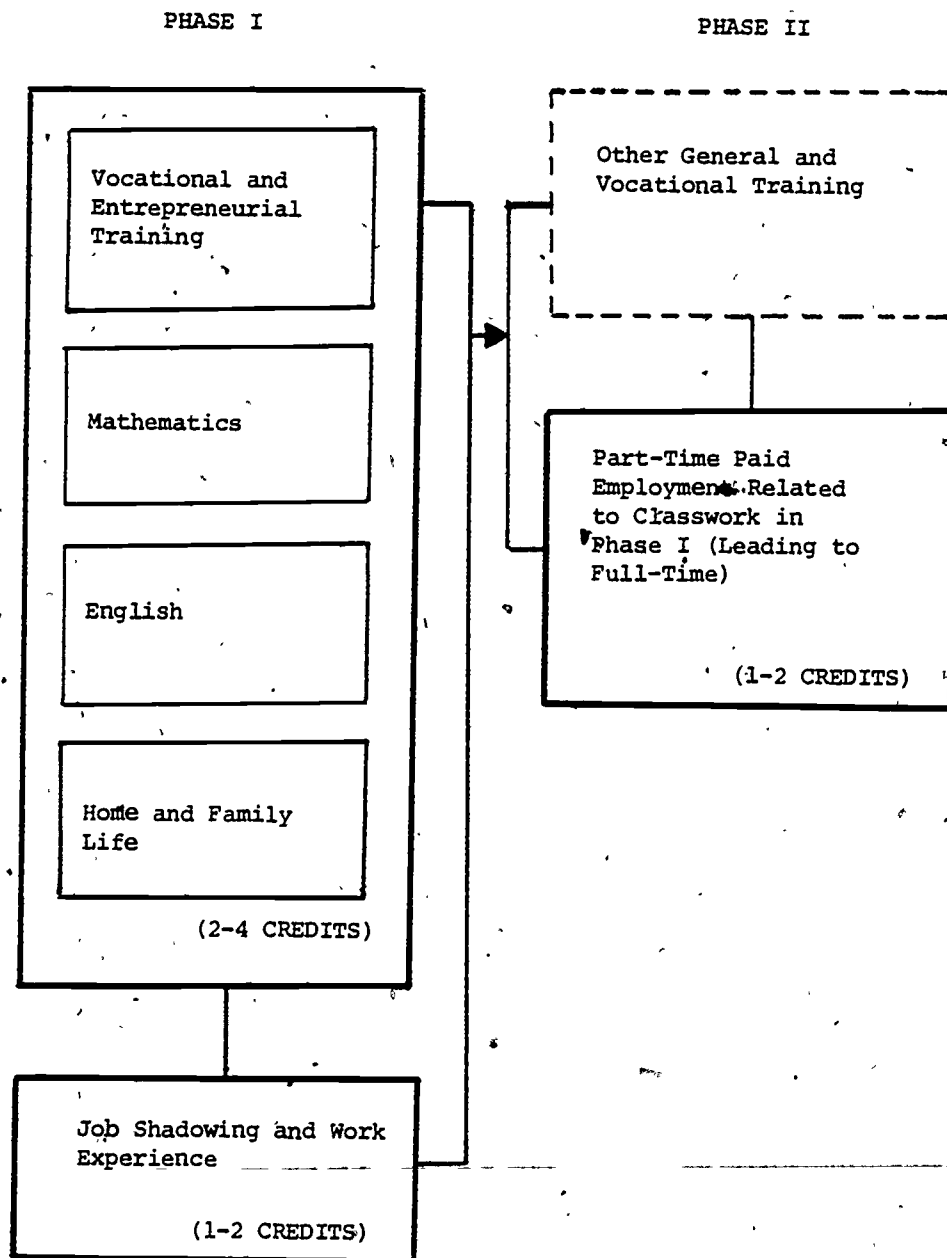 PHASE I
Vocational and
Entrepreneurial
Training
Mathematics
English
Home and Family
Life
(2-4 CREDITS)
Job Shadowing and Work
Experience
(1-2 CREDITS)
PHASE II
Other General and
Vocational Training
Part-Time Paid
Employment Related
to Classwork in
Phase I (Leading to
Full-Time)
(1-2 CREDITS)